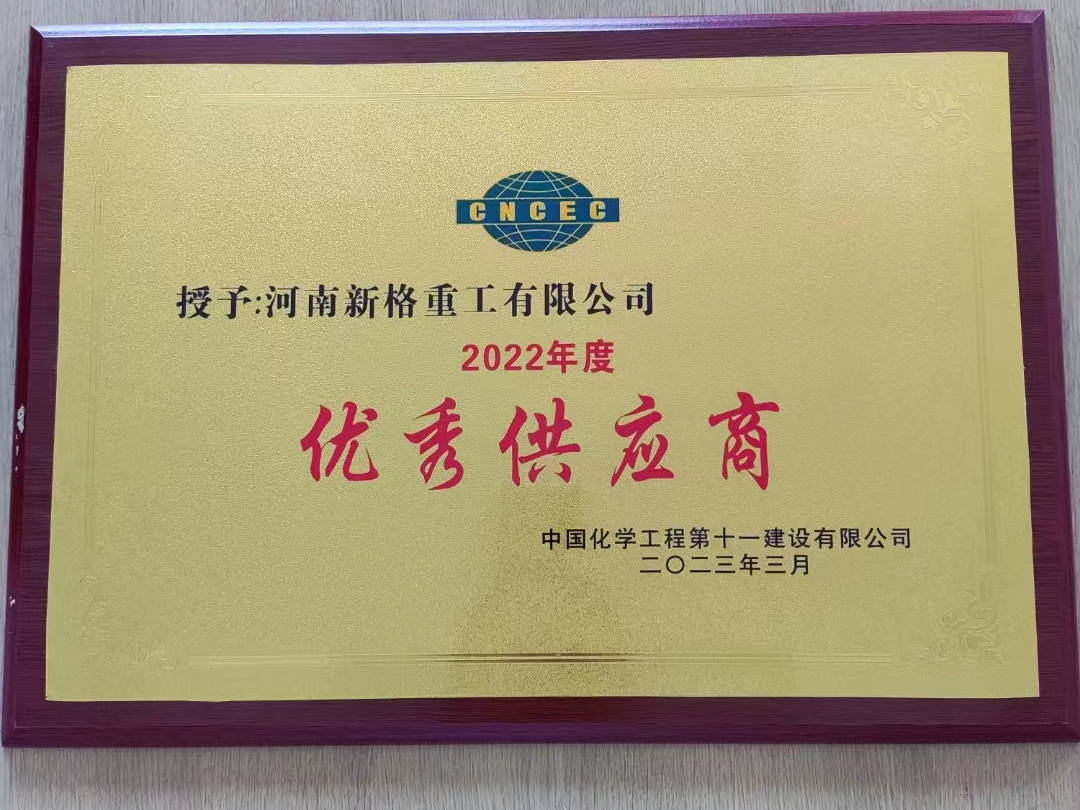 CNCEC
授予:河南新格重工有限公司
2022年度
优秀供应商
中国化学工程第十一建设有限公司
二〇二三年三月